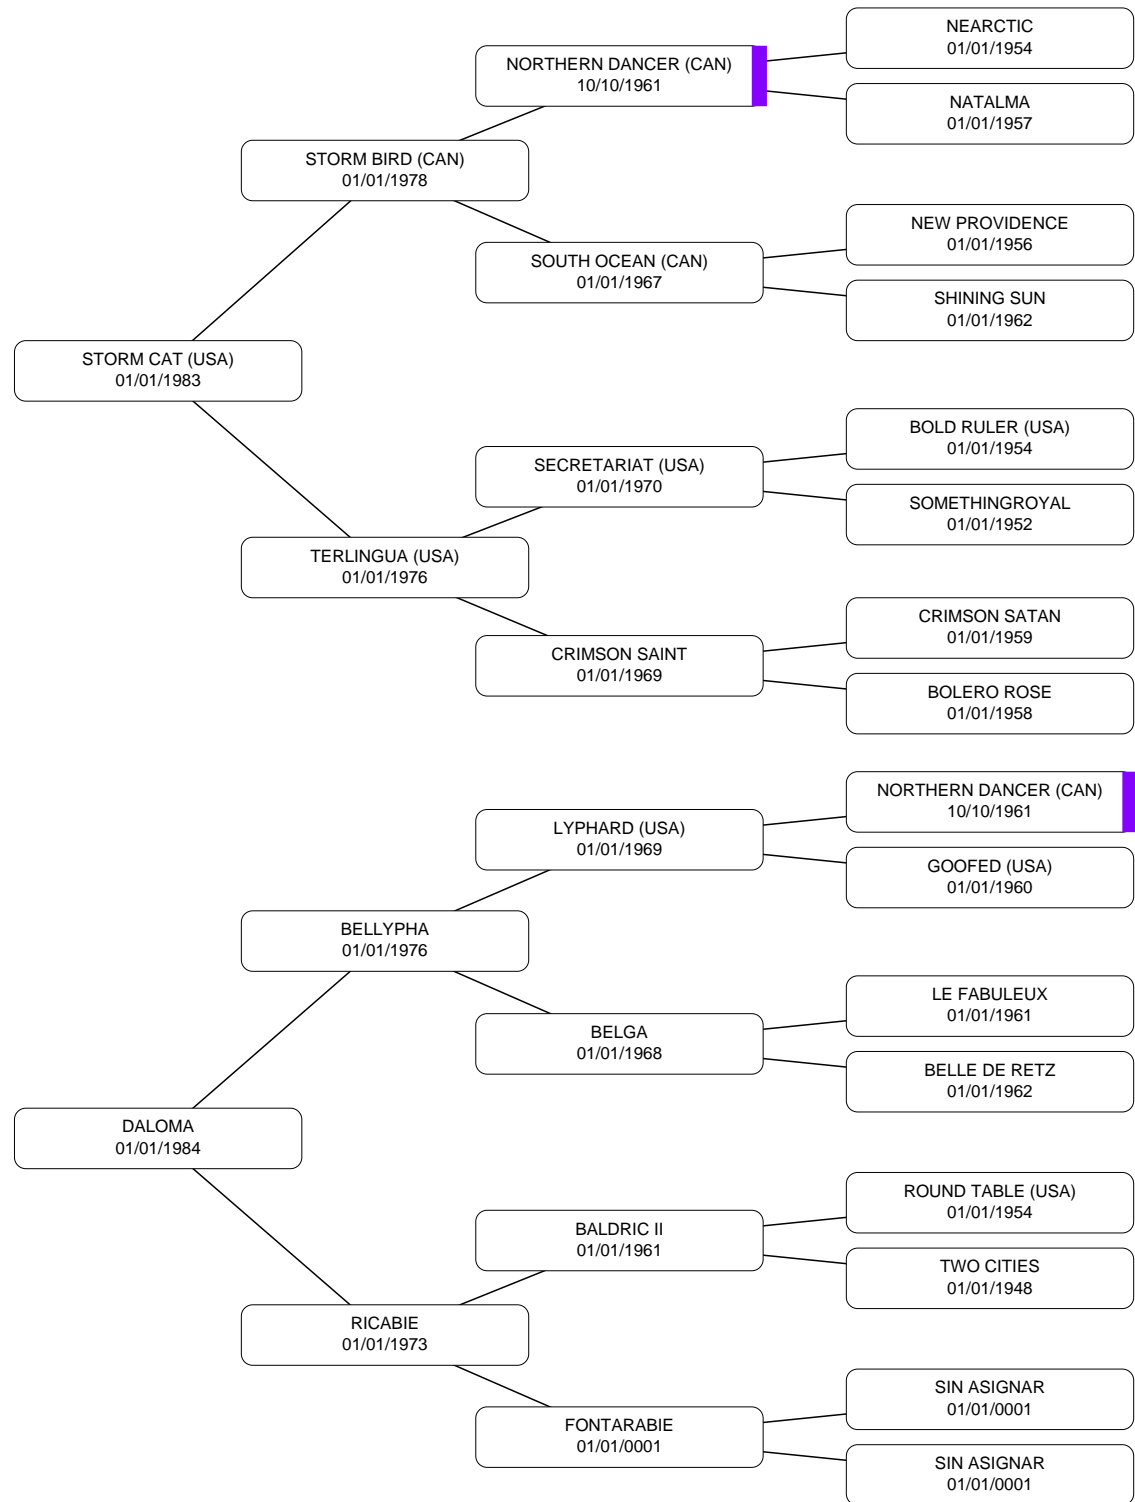 NEARCTIC
01/01/1954
NORTHERN DANCER (CAN)
10/10/1961
NATALMA
01/01/1957
STORM BIRD (CAN)
01/01/1978
NEW PROVIDENCE
01/01/1956
SOUTH OCEAN (CAN)
01/01/1967
SHINING SUN
01/01/1962
STORM CAT (USA)
01/01/1983
BOLD RULER (USA)
01/01/1954
SECRETARIAT (USA)
01/01/1970
SOMETHINGROYAL
01/01/1952
TERLINGUA (USA)
01/01/1976
CRIMSON SATAN
01/01/1959
CRIMSON SAINT
01/01/1969
BOLERO ROSE
01/01/1958
NORTHERN DANCER (CAN)
10/10/1961
LYPHARD (USA)
01/01/1969
GOOFED (USA)
01/01/1960
BELLYPHA
01/01/1976
LE FABULEUX
01/01/1961
BELGA
01/01/1968
BELLE DE RETZ
01/01/1962
DALOMA
01/01/1984
ROUND TABLE (USA)
01/01/1954
BALDRIC II
01/01/1961
TWO CITIES
01/01/1948
RICABIE
01/01/1973
SIN ASIGNAR
01/01/0001
FONTARABIE
01/01/0001
SIN ASIGNAR
01/01/0001